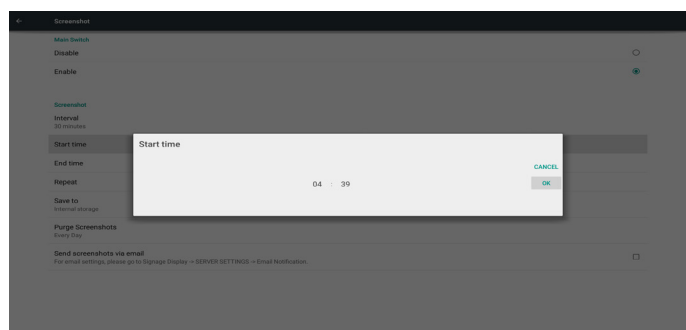 Screenshot
Main Switch
Disable
Enable
Screenshot
Interval
30 minutes
Start time
Start time
End time
CANCEL
Repeat
04 : 39
OK
Save to
Internal storage
Purge Screenshots
Every Day
Send screenshots via email
For email settings, please go to Signage Display -> SERVER SETTINGS -> Email Notification.